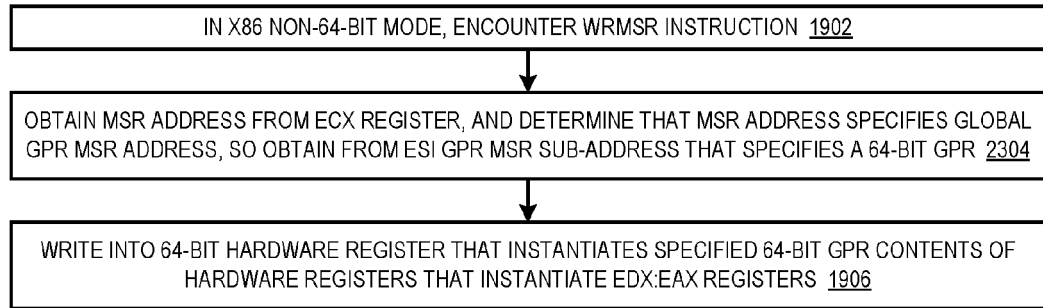 IN X86 NON-64-BIT MODE, ENCOUNTER WRMSR INSTRUCTION 1902
OBTAIN MSR ADDRESS FROM ECX REGISTER, AND DETERMINE THAT MSR ADDRESS SPECIFIES GLOBAL
GPR MSR ADDRESS, SO OBTAIN FROM ESI GPR MSR SUB-ADDRESS THAT SPECIFIES A 64-BIT GPR 2304
WRITE INTO 64-BIT HARDWARE REGISTER THAT INSTANTIATES SPECIFIED 64-BIT GPR CONTENTS OF
HARDWARE REGISTERS THAT INSTANTIATE EDX:EAX REGISTERS 1906